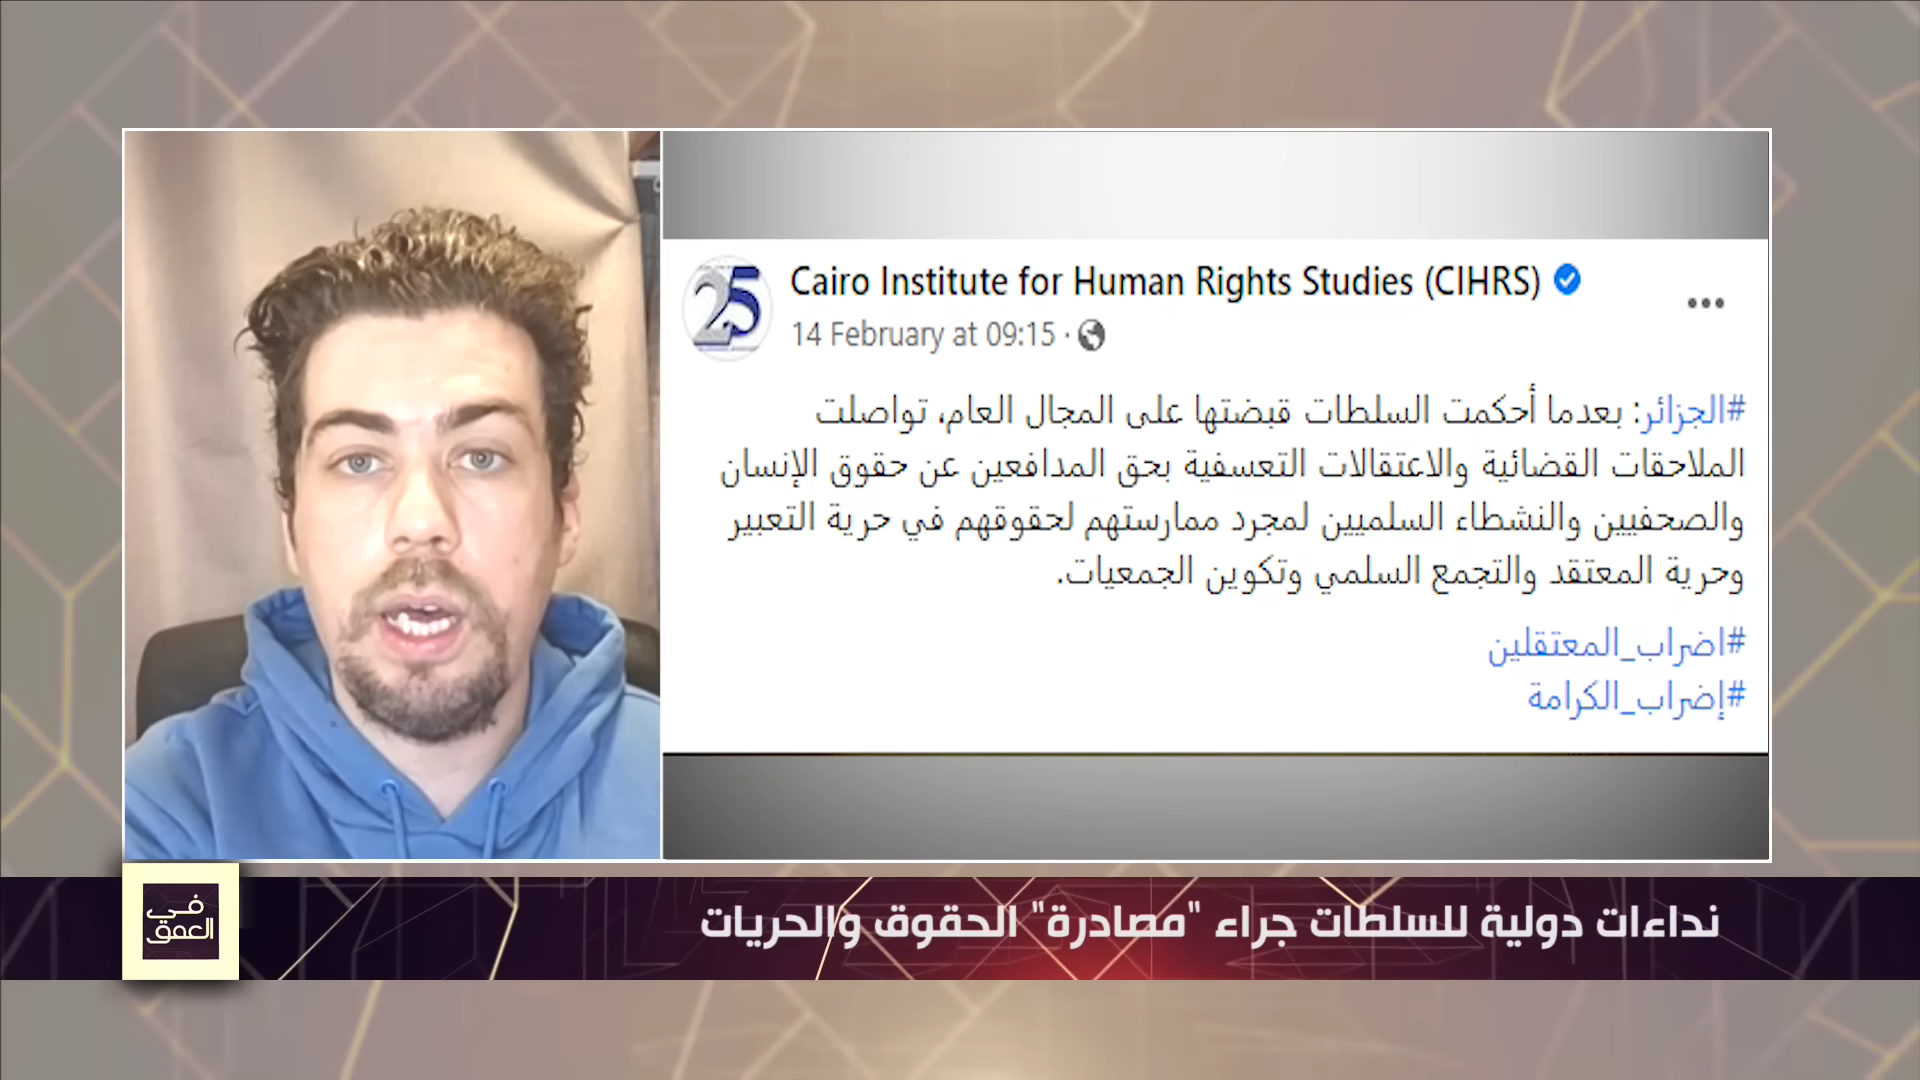 Cairo Institute for Human Rights Studies (CIHRS)
14 February at 09:15 ·
25
#الجزائر: بعدما أحكمت السلطات قبضتها على المجال العام، تواصلت
الملاحقات القضائية والاعتقالات التعسفية بحق المدافعين عن حقوق الإنسان
والصحفيين والنشطاء السلميين لمجرد ممارستهم لحقوقهم في حرية التعبير
وحرية المعتقد والتجمع السلمي وتكوين الجمعيات.
#اضراب_المعتقلين
#إضراب_الكرامة
نداءات دولية للسلطات جراء "مصادرة" الحقوق والحريات
في
العمق